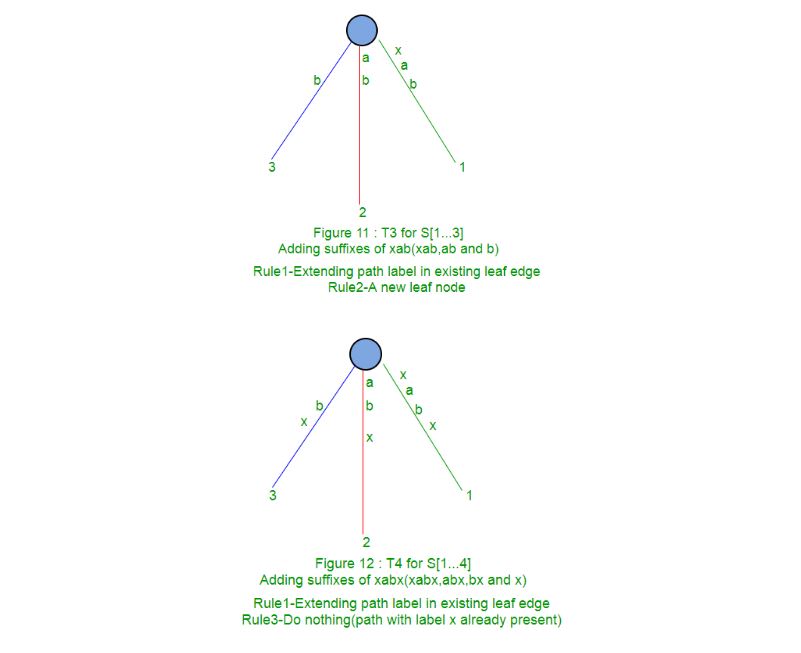 x
a
a
b
b
b
3
1
2
Figure 11 : T3 for S[1...3]
Adding suffixes of xab(xab,ab and b)
Rule1-Extending path label in existing leaf edge
Rule2-A new leaf node
x
a
a
b
b
b
x
x
x
3
1
2
Figure 12 : T4 for S[1...4]
Adding suffixes of xabx(xabx,abx,bx and x)
Rule1-Extending path label in existing leaf edge
Rule3-Do nothing(path with label x already present)